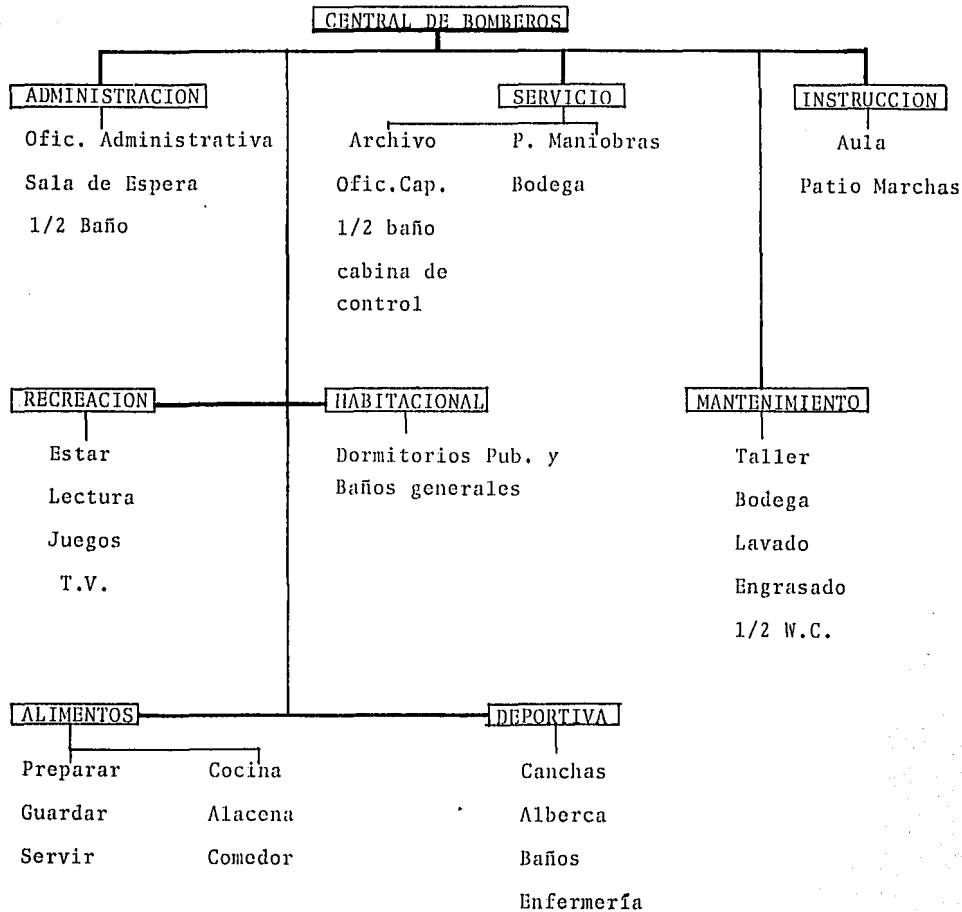 CENTRAL DE BOMBEROS
ADMINISTRACION
Ofic. Administrativa
Sala de Espera
1/2 Baño
SERVICIO
Archivo
Ofic.Cap.
1/2 baño
cabina de
control
P. Maniobras
Bodega
INSTRUCCION
Aula
Patio Marchas
RECREACION
Estar
Lectura
Juegos
T.V.
HABITACIONAL
Dormitorios Pub. y
Baños generales
MANTENIMIENTO
Taller
Bodega
Lavado
Engrasado
1/2 W.C.
ALIMENTOS
Preparar
Guardar
Servir
Cocina
Alacena
Comedor
DEPORTIVA
Canchas
Alberca
Baños
Enfermería